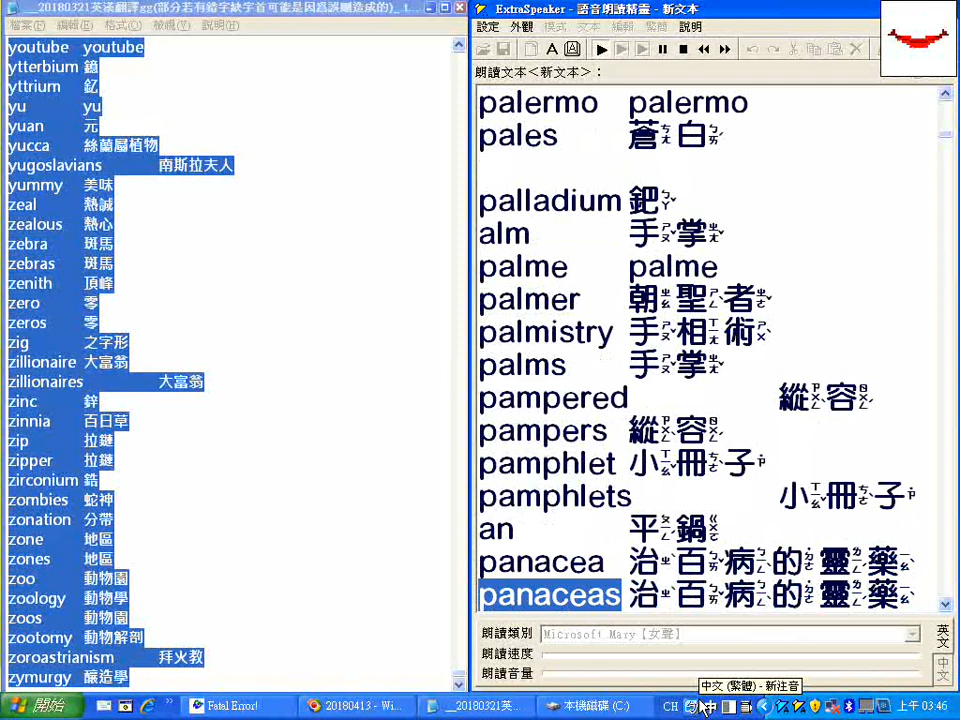 __20180321英漢翻譯gg(部分若有錯字缺字首可能是因為誤刪造成的)_1
檔案(F) 編輯(E) 格式(O) 檢視(V) 說明(H)
youtube youtube
ytterbium 鐿
yttrium 釔
yu yu
yuan 元
yucca 絲蘭屬植物
yugoslavians 南斯拉夫人
yummy 美味
zeal 熱誠
zealous 熱心
zebra 斑馬
zebras 斑馬
zenith 頂峰
zero 零
zeros 零
zig 之字形
zillionaire 大富翁
zillionaires 大富翁
zinc 鋅
zinnia 百日草
zip 拉鏈
zipper 拉鏈
zirconium 鋯
zombies 蛇神
zonation 分帶
zone 地區
zones 地區
zoo 動物園
zoology 動物學
zoos 動物園
zootomy 動物解剖
zoroastrianism 拜火教
zymurgy 釀造學
ExtraSpeaker - 語音朗讀精靈 - 新文本
設定 外觀 模式 文本 編輯 繁簡 說明
朗讀文本<新文本>：
palermo palermo
pales 蒼白
palladium 鈀
alm 手掌
palme palme
palmer 朝聖者
palmistry 手相術
palms 手掌
pampered 縱容
pampers 縱容
pamphlet 小冊子
pamphlets 小冊子
an 平鍋
panacea 治百病的靈藥
panaceas 治百病的靈藥
朗讀類別 Microsoft Mary【女聲】
朗讀速度
朗讀音量
英文
中文
中文 (繁體) - 新注音
開始 Fatal Error! 20180413 - Wi... __20180321英... 本機磁碟 (C:) CH 上午 03:46